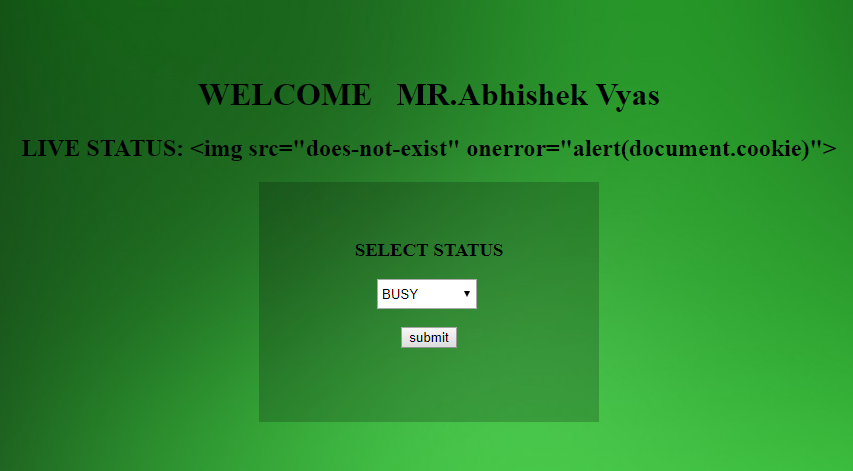 WELCOME   MR.Abhishek Vyas
LIVE STATUS: <img src="does-not-exist" onerror="alert(document.cookie)">
SELECT STATUS
BUSY
submit